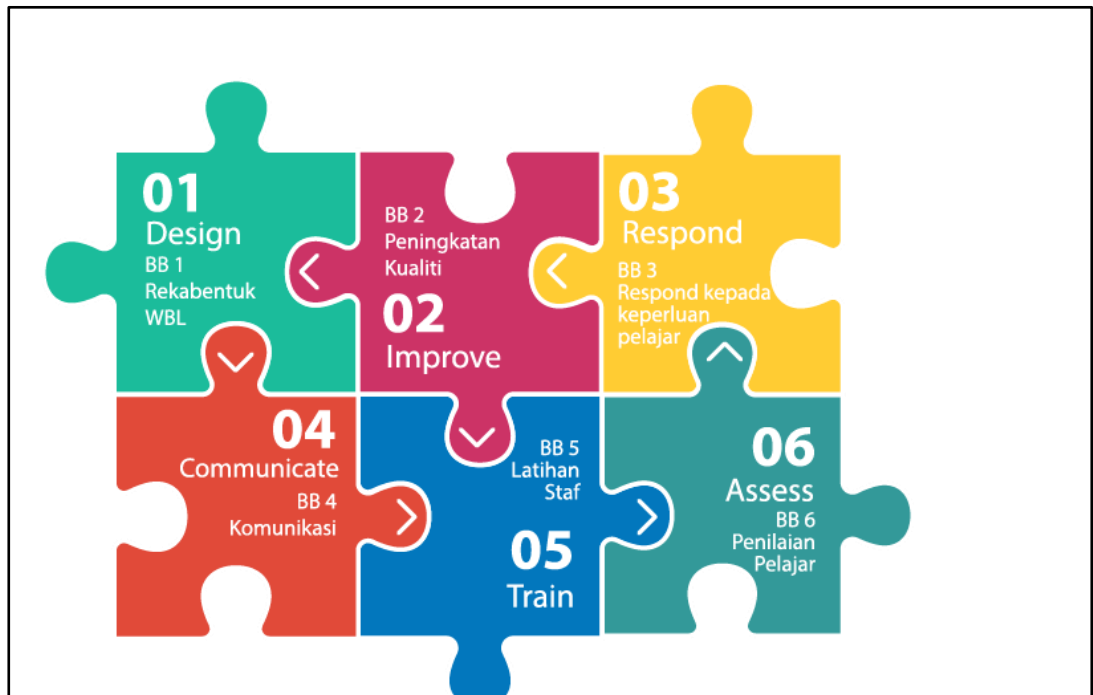 01
Design
BB 1
Rekabentuk
WBL
BB 2
Peningkatan
Kualiti
02
Improve
03
Respond
BB 3
Respond kepada
keperluan
pelajar
04
Communicate
BB 4
Komunikasi
BB 5
Latihan
Staf
05
Train
06
Assess
BB 6
Penilaian
Pelajar